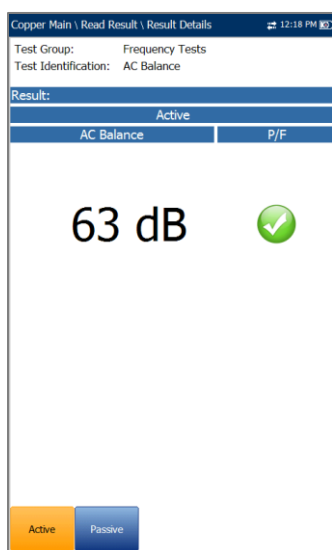 Copper Main \ Read Result \ Result Details 12:18 PM
Test Group: Frequency Tests
Test Identification: AC Balance
Result:
Active
AC Balance P/F
63 dB
Active Passive